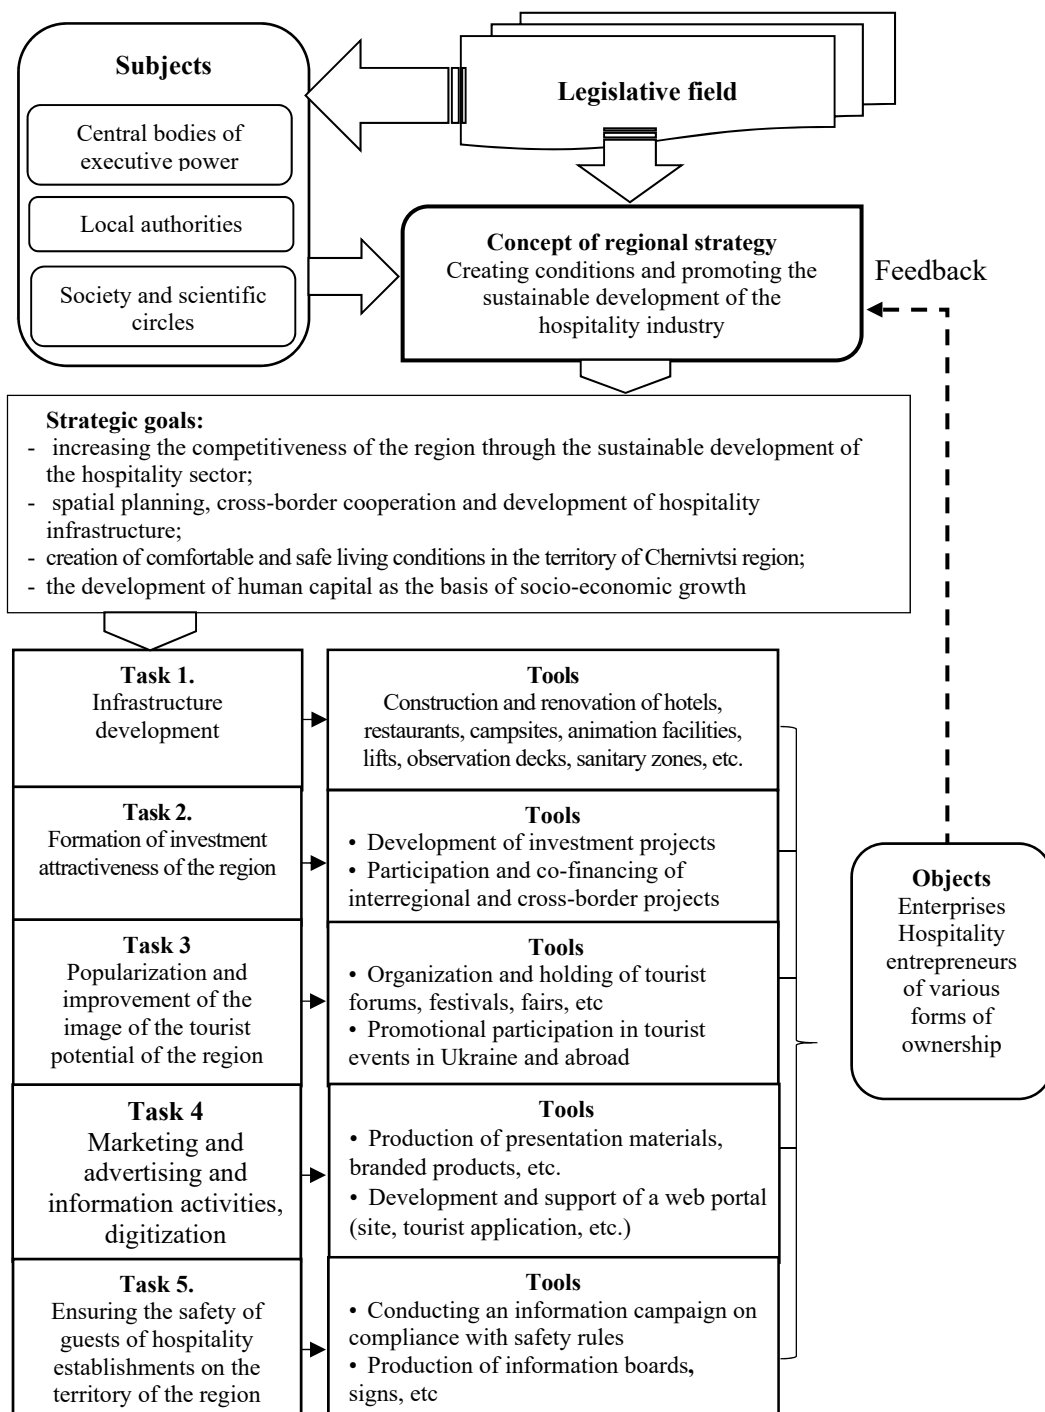 Subjects
Central bodies of
executive power
Local authorities
Society and scientific
circles
Legislative field
Concept of regional strategy
Creating conditions and promoting the
sustainable development of the
hospitality industry
Feedback
Strategic goals:
- increasing the competitiveness of the region through the sustainable development of
the hospitality sector;
- spatial planning, cross-border cooperation and development of hospitality
infrastructure;
- creation of comfortable and safe living conditions in the territory of Chernivtsi region;
- the development of human capital as the basis of socio-economic growth
Task 1.
Infrastructure
development
Tools
Construction and renovation of hotels,
restaurants, campsites, animation facilities,
lifts, observation decks, sanitary zones, etc.
Task 2.
Formation of investment
attractiveness of the region
Tools
• Development of investment projects
• Participation and co-financing of
interregional and cross-border projects
Task 3
Popularization and
improvement of the
image of the tourist
potential of the region
Tools
• Organization and holding of tourist
forums, festivals, fairs, etc
• Promotional participation in tourist
events in Ukraine and abroad
Task 4
Marketing and
advertising and
information activities,
digitization
Tools
• Production of presentation materials,
branded products, etc.
• Development and support of a web portal
(site, tourist application, etc.)
Task 5.
Ensuring the safety of
guests of hospitality
establishments on the
territory of the region
Tools
• Conducting an information campaign on
compliance with safety rules
• Production of information boards,
signs, etc
Objects
Enterprises
Hospitality
entrepreneurs
of various
forms of
ownership